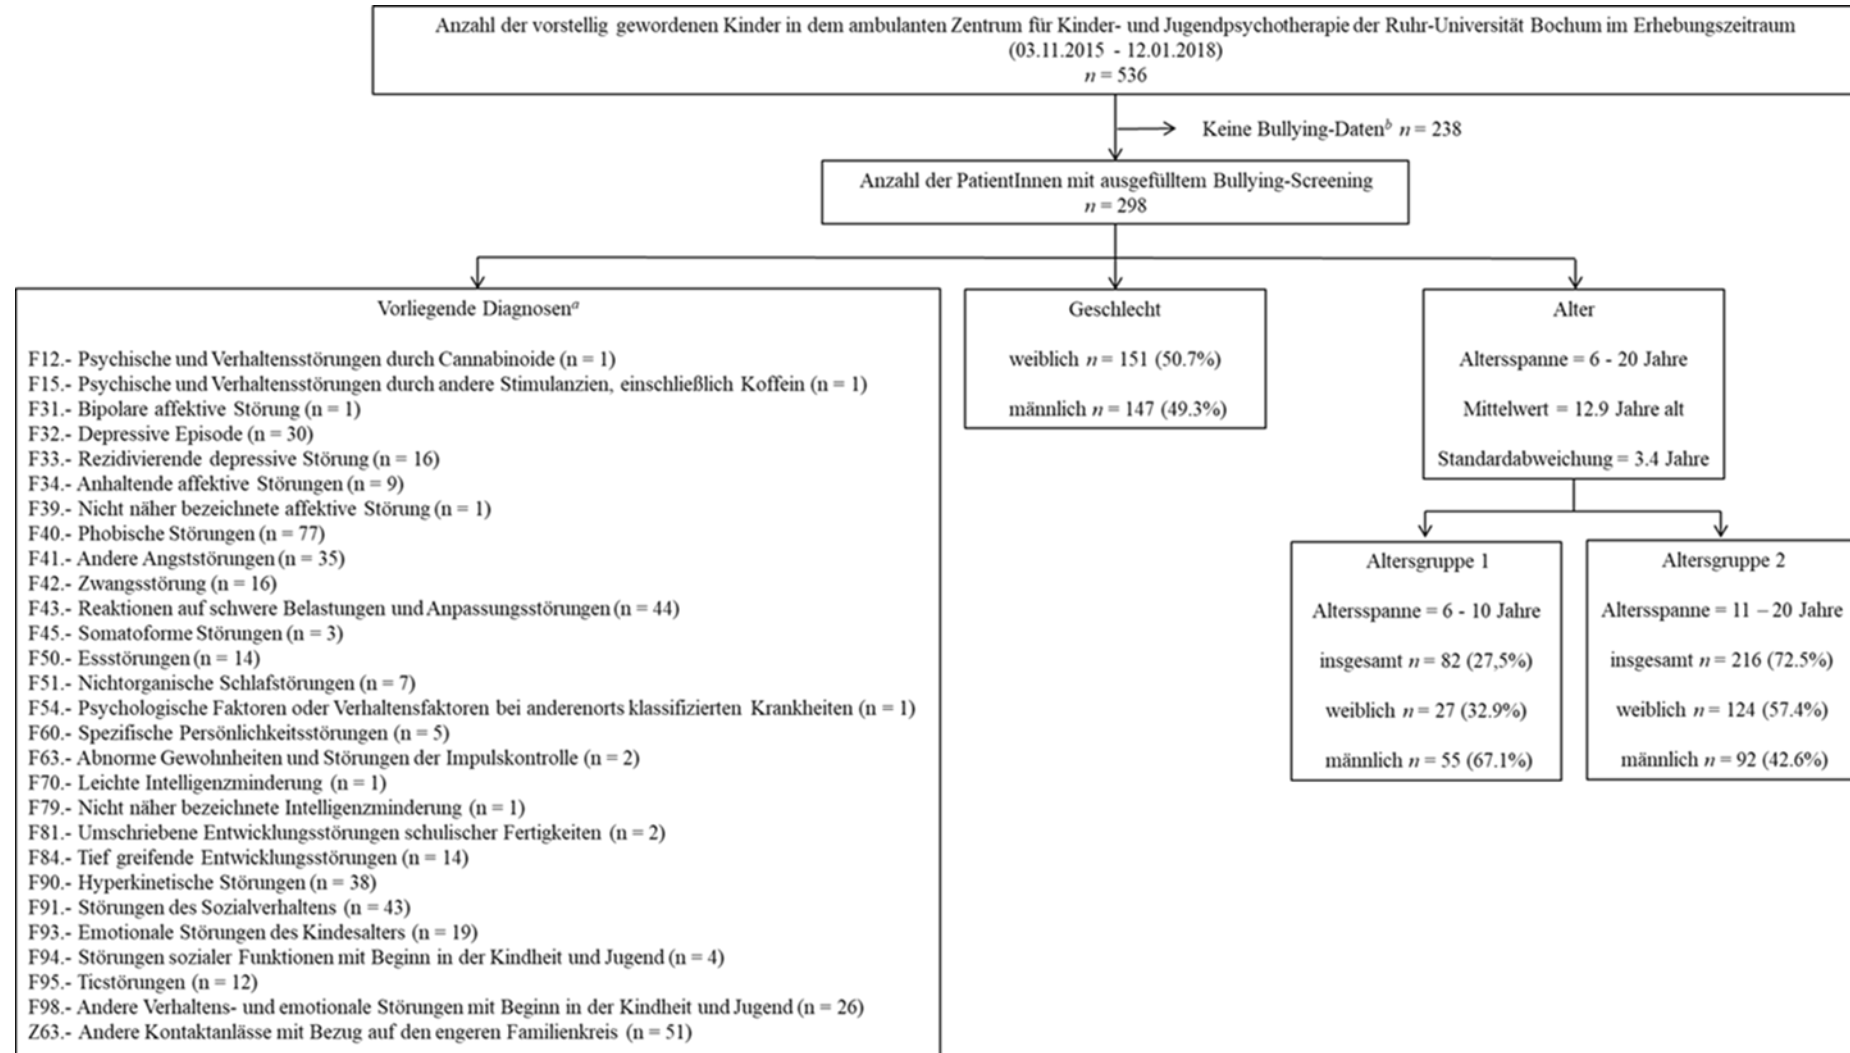 Anzahl der vorstellig gewordenen Kinder in dem ambulanten Zentrum für Kinder- und Jugendpsychotherapie der Ruhr-Universität Bochum im Erhebungszeitraum
(03.11.2015 - 12.01.2018)
n = 536
Keine Bullying-Datenᵇ n = 238
Anzahl der PatientInnen mit ausgefülltem Bullying-Screening
n = 298
Vorliegende Diagnosenᵃ
F12.- Psychische und Verhaltensstörungen durch Cannabinoide (n = 1)
F15.- Psychische und Verhaltensstörungen durch andere Stimulanzien, einschließlich Koffein (n = 1)
F31.- Bipolare affektive Störung (n = 1)
F32.- Depressive Episode (n = 30)
F33.- Rezidivierende depressive Störung (n = 16)
F34.- Anhaltende affektive Störungen (n = 9)
F39.- Nicht näher bezeichnete affektive Störung (n = 1)
F40.- Phobische Störungen (n = 77)
F41.- Andere Angststörungen (n = 35)
F42.- Zwangsstörung (n = 16)
F43.- Reaktionen auf schwere Belastungen und Anpassungsstörungen (n = 44)
F45.- Somatoforme Störungen (n = 3)
F50.- Essstörungen (n = 14)
F51.- Nichtorganische Schlafstörungen (n = 7)
F54.- Psychologische Faktoren oder Verhaltensfaktoren bei anderenorts klassifizierten Krankheiten (n = 1)
F60.- Spezifische Persönlichkeitsstörungen (n = 5)
F63.- Abnorme Gewohnheiten und Störungen der Impulskontrolle (n = 2)
F70.- Leichte Intelligenzminderung (n = 1)
F79.- Nicht näher bezeichnete Intelligenzminderung (n = 1)
F81.- Umschriebene Entwicklungsstörungen schulischer Fertigkeiten (n = 2)
F84.- Tief greifende Entwicklungsstörungen (n = 14)
F90.- Hyperkinetische Störungen (n = 38)
F91.- Störungen des Sozialverhaltens (n = 43)
F93.- Emotionale Störungen des Kindesalters (n = 19)
F94.- Störungen sozialer Funktionen mit Beginn in der Kindheit und Jugend (n = 4)
F95.- Ticstörungen (n = 12)
F98.- Andere Verhaltens- und emotionale Störungen mit Beginn in der Kindheit und Jugend (n = 26)
Z63.- Andere Kontaktanlässe mit Bezug auf den engeren Familienkreis (n = 51)
Geschlecht
weiblich n = 151 (50.7%)
männlich n = 147 (49.3%)
Alter
Altersspanne = 6 - 20 Jahre
Mittelwert = 12.9 Jahre alt
Standardabweichung = 3.4 Jahre
Altersgruppe 1
Altersspanne = 6 - 10 Jahre
insgesamt n = 82 (27,5%)
weiblich n = 27 (32.9%)
männlich n = 55 (67.1%)
Altersgruppe 2
Altersspanne = 11 – 20 Jahre
insgesamt n = 216 (72.5%)
weiblich n = 124 (57.4%)
männlich n = 92 (42.6%)